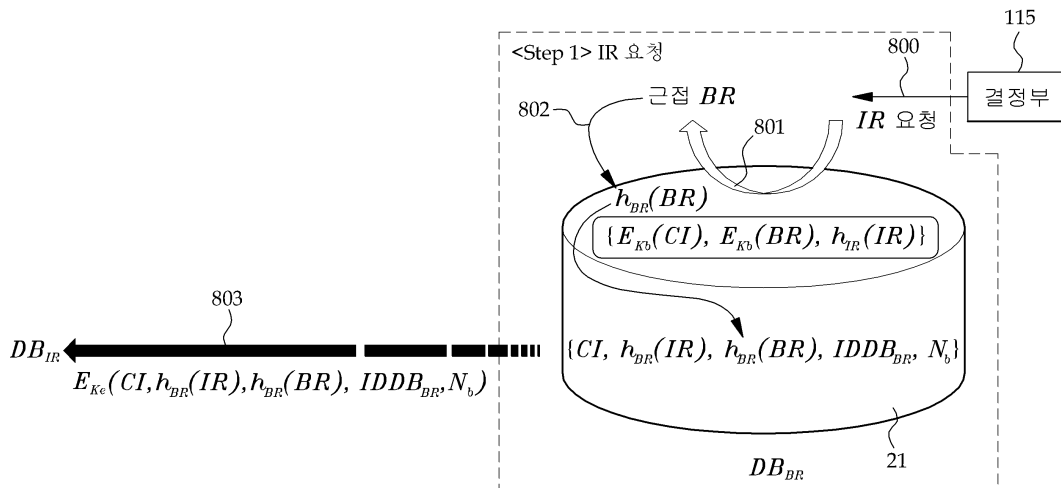 115
<Step 1> IR 요청
800
결정부
802
근접 BR
IR 요청
801
h_BR(BR)
{E_Kb(CI), E_Kb(BR), h_IR(IR)}
803
DB_IR
{CI, h_BR(IR), h_BR(BR), IDDB_BR, N_b}
E_Ke(CI,h_BR(IR),h_BR(BR), IDDB_BR,N_b)
21
DB_BR